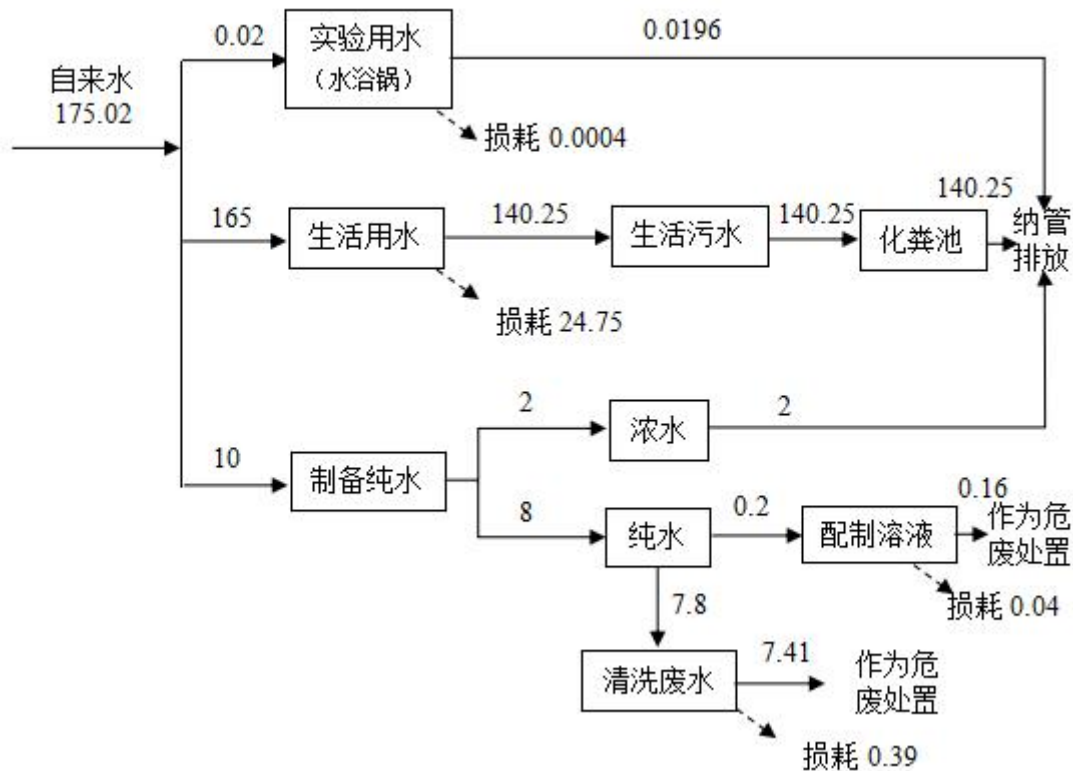 0.02
实验用水
(水浴锅)
0.0196
自来水
175.02
损耗 0.0004
140.25
165
生活用水
140.25
生活污水
140.25
化粪池
纳管
排放
损耗 24.75
2
浓水
2
10
制备纯水
8
纯水
0.2
配制溶液
0.16
作为危
废处置
损耗 0.04
7.8
清洗废水
7.41
作为危
废处置
损耗 0.39